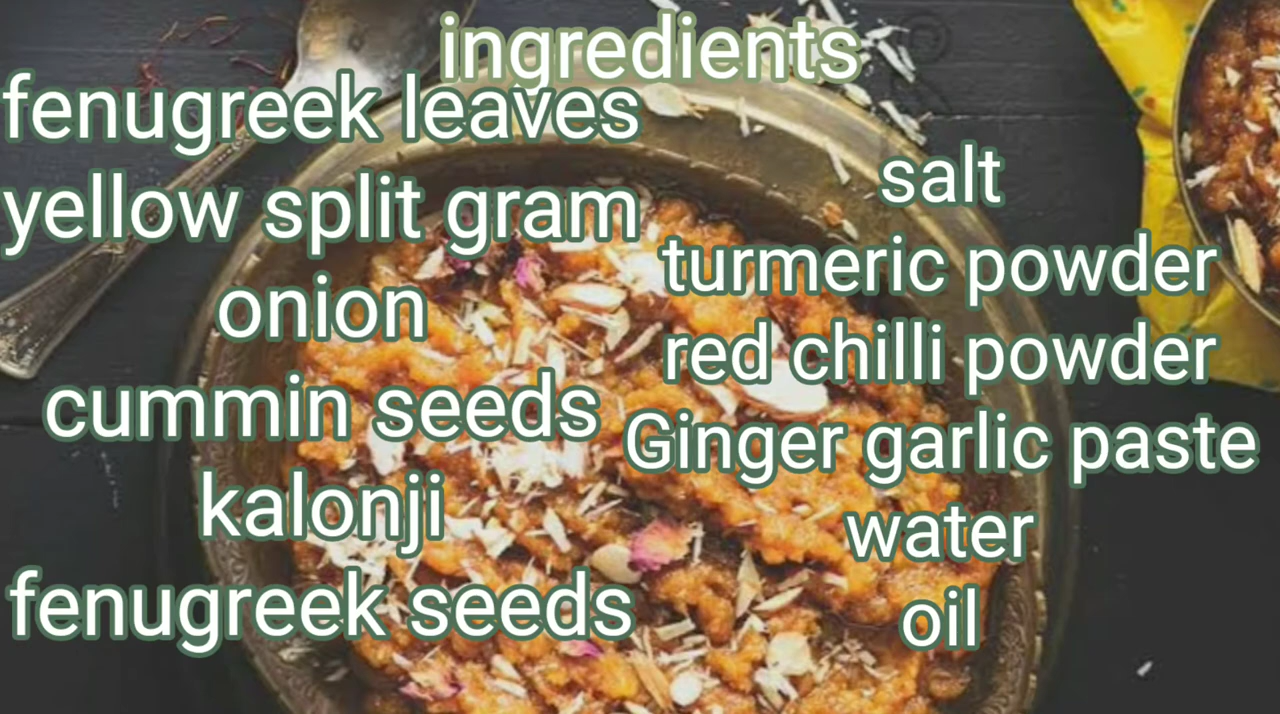 ingredients
fenugreek leaves
yellow split gram
onion
cummin seeds
kalonji
fenugreek seeds
salt
turmeric powder
red chilli powder
Ginger garlic paste
water
oil